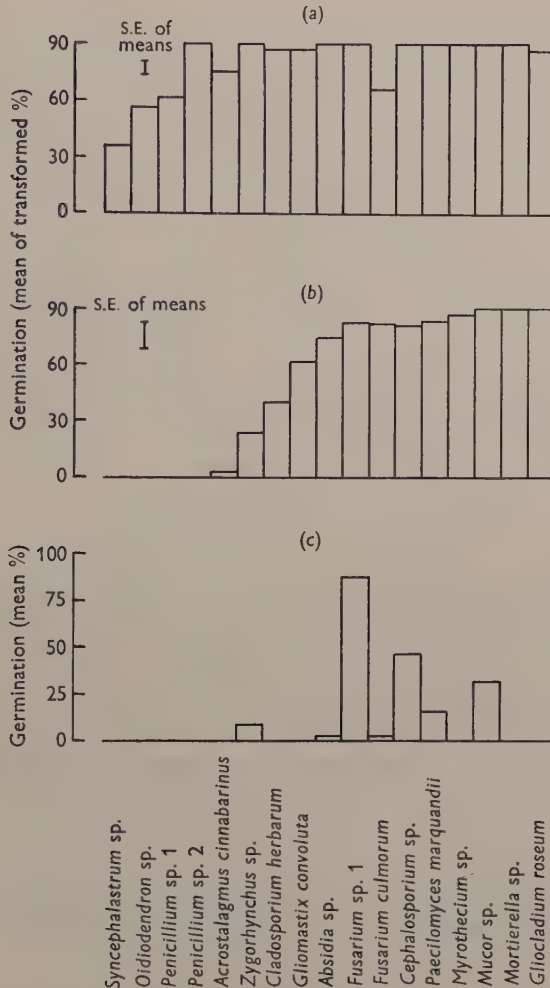 (a)
S.E. of
means
90
60
30
0
Germination (mean of transformed %)
(b)
S.E. of means
90
60
30
0
(c)
100
75
50
25
0
Germination (mean %)
Syncephalastrum sp.
Oidiodendron sp.
Penicillium sp. 1
Penicillium sp. 2
Acrostalagmus cinnabarinus
Zygorhynchus sp.
Cladosporium herbarum
Gliomastix convoluta
Absidia sp.
Fusarium sp. 1
Fusarium culmorum
Cephalosporium sp.
Paecilomyces marquandii
Myrothecium sp.
Mucor sp.
Mortierella sp.
Gliocladium roseum